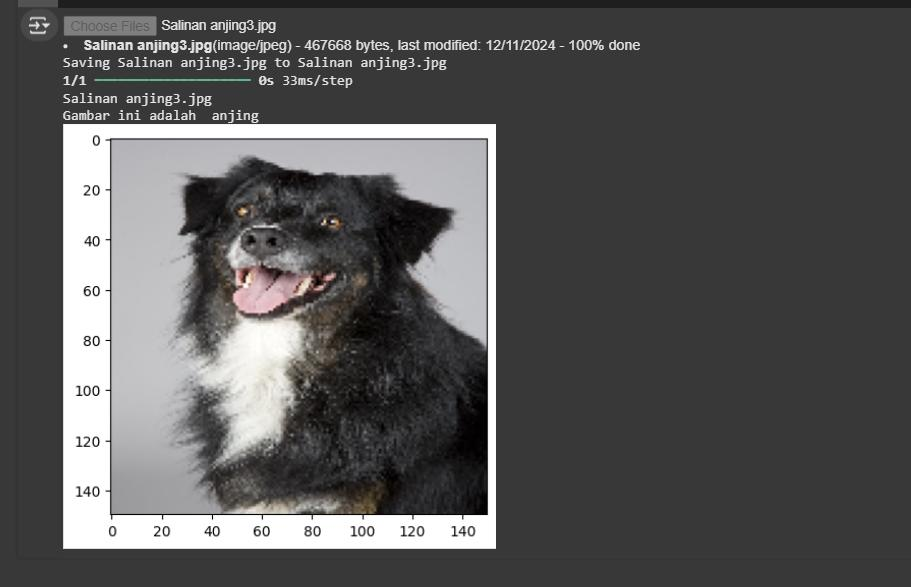 Choose Files Salinan anjing3.jpg
• Salinan anjing3.jpg(image/jpeg) - 467668 bytes, last modified: 12/11/2024 - 100% done
Saving Salinan anjing3.jpg to Salinan anjing3.jpg
1/1 0s 33ms/step
Salinan anjing3.jpg
Gambar ini adalah  anjing
0
20
40
60
80
100
120
140
0 20 40 60 80 100 120 140